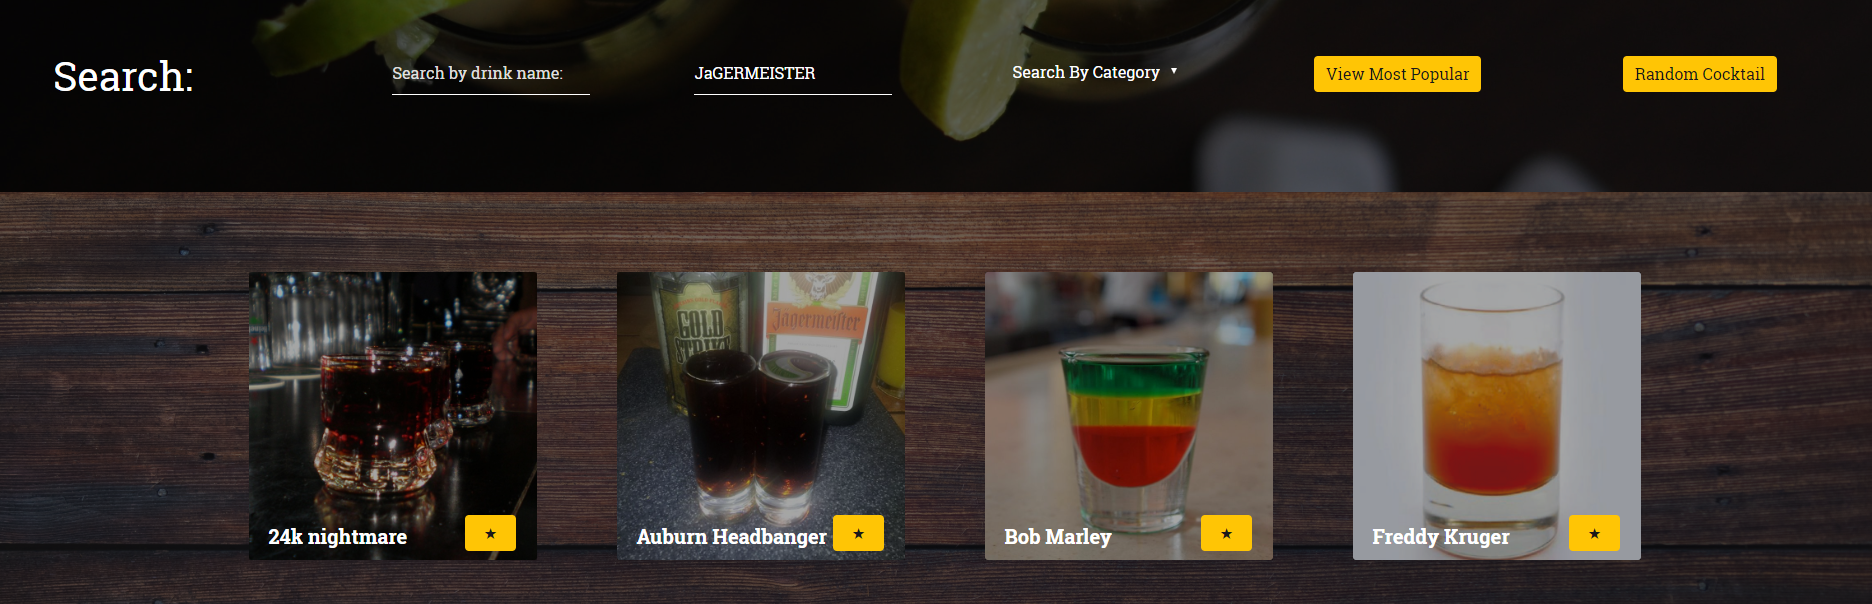 Search:
Search by drink name:
JaGERMEISTER
Search By Category
View Most Popular
Random Cocktail
GOLD
STRIKE
Jagermeister
24k nightmare
Auburn Headbanger
Bob Marley
Freddy Kruger